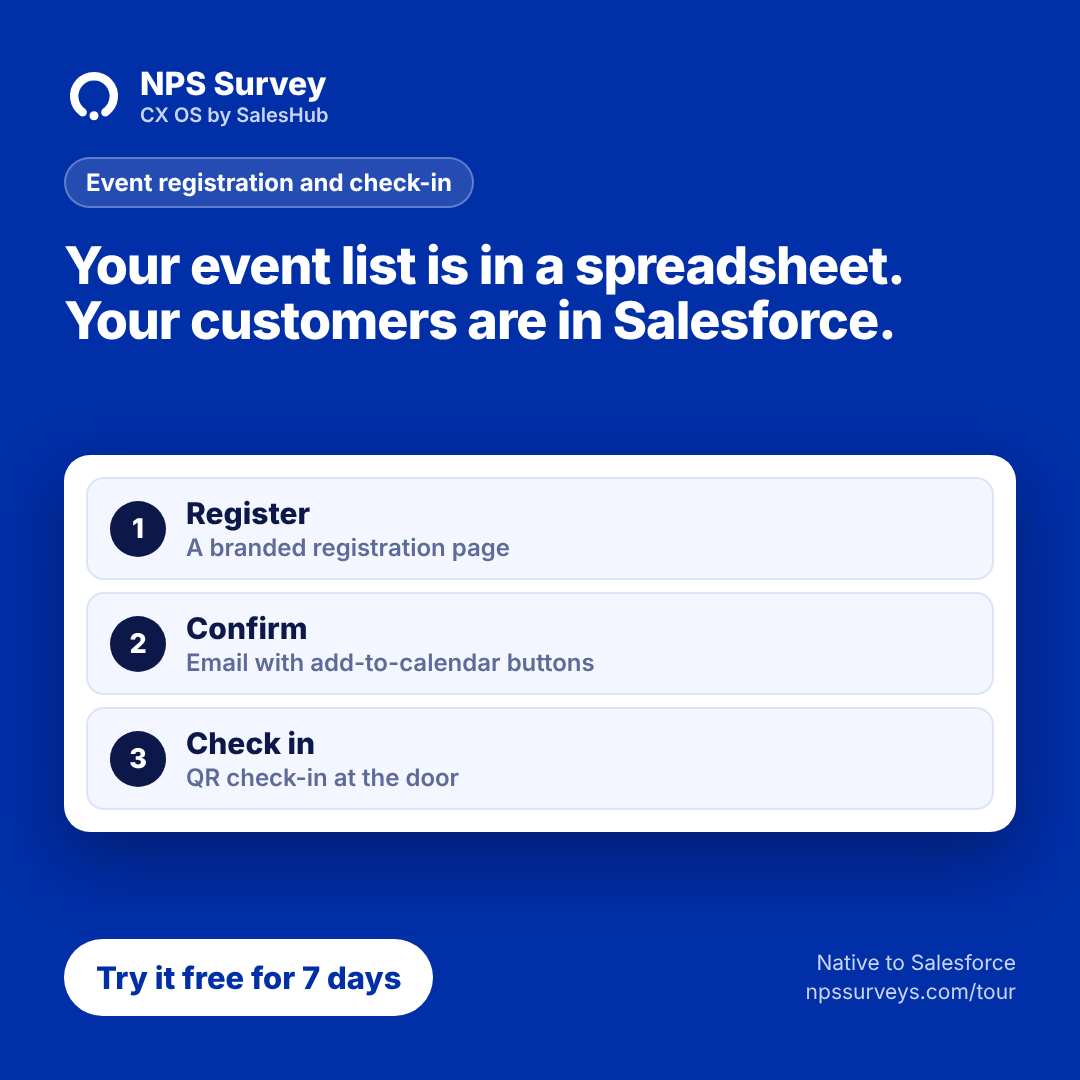 NPS Survey
CX OS by SalesHub
Event registration and check-in
Your event list is in a spreadsheet.
Your customers are in Salesforce.
1
Register
A branded registration page
2
Confirm
Email with add-to-calendar buttons
3
Check in
QR check-in at the door
Try it free for 7 days
Native to Salesforce
npssurveys.com/tour